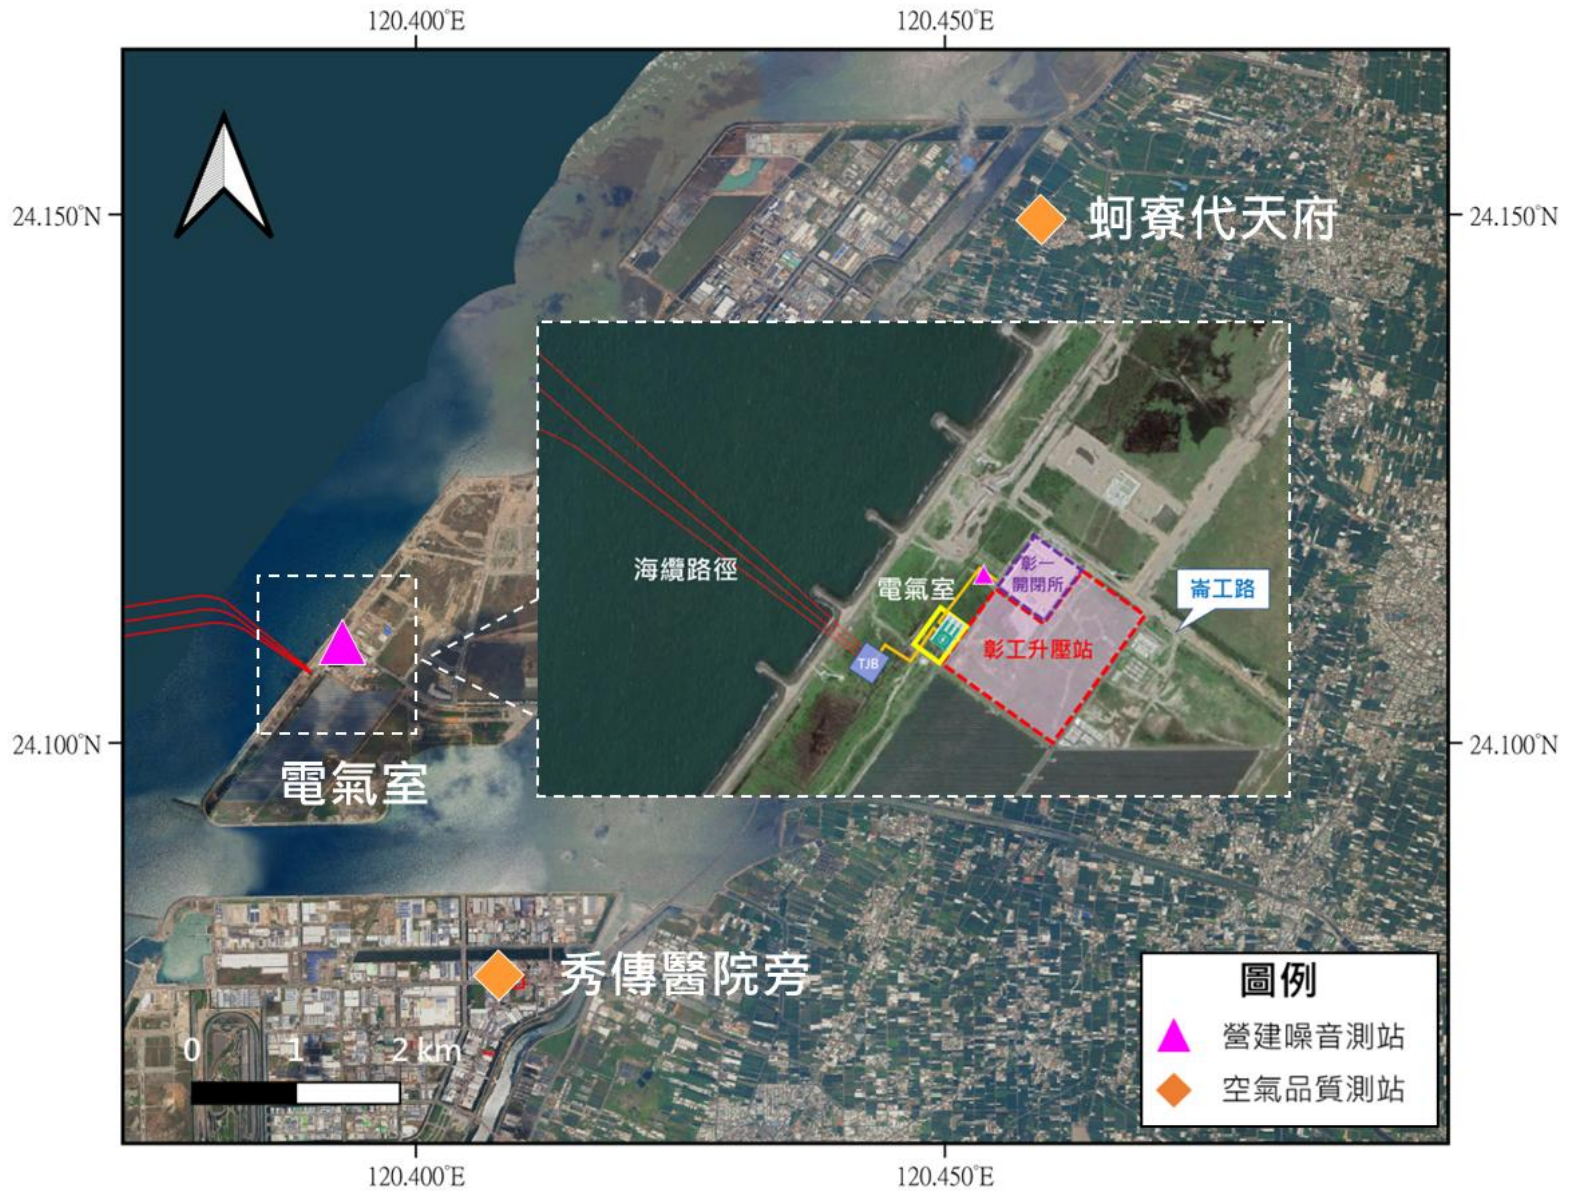 120.400°E
120.450°E
24.150°N
24.150°N
蚵寮代天府
海纜路徑
電氣室
彰一
開閉所
崙工路
彰工升壓站
TJB
24.100°N
24.100°N
電氣室
秀傳醫院旁
0 1 2 km
圖例
營建噪音測站
空氣品質測站
120.400°E
120.450°E